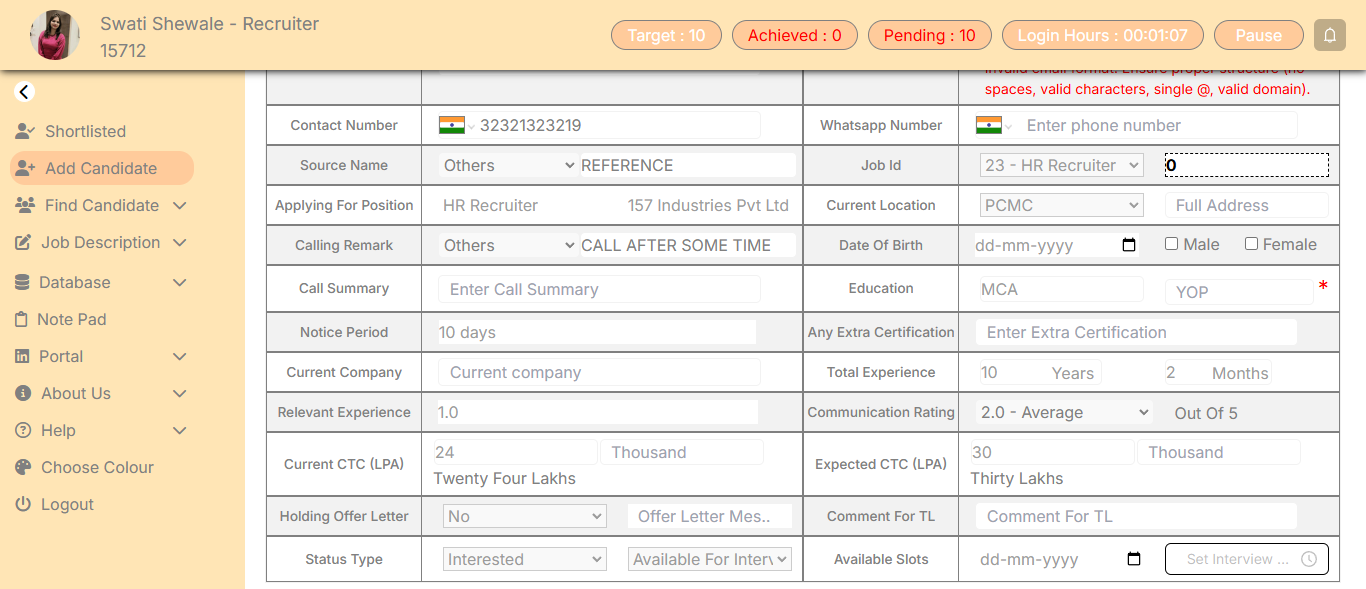 Swati Shewale - Recruiter
15712
Target : 10
Achieved : 0
Pending : 10
Login Hours : 00:01:07
Pause
Shortlisted
Add Candidate
Find Candidate
Job Description
Database
Note Pad
Portal
About Us
Help
Choose Colour
Logout
Invalid email format. Ensure proper structure (no
spaces, valid characters, single @, valid domain).
Contact Number 32321323219 Whatsapp Number Enter phone number
Source Name Others REFERENCE Job Id 23 - HR Recruiter 0
Applying For Position HR Recruiter 157 Industries Pvt Ltd Current Location PCMC Full Address
Calling Remark Others CALL AFTER SOME TIME Date Of Birth dd-mm-yyyy Male Female
Call Summary Enter Call Summary Education MCA YOP *
Notice Period 10 days Any Extra Certification Enter Extra Certification
Current Company Current company Total Experience 10 Years 2 Months
Relevant Experience 1.0 Communication Rating 2.0 - Average Out Of 5
Current CTC (LPA) 24 Thousand Expected CTC (LPA) 30 Thousand
Twenty Four Lakhs Thirty Lakhs
Holding Offer Letter No Offer Letter Mes.. Comment For TL Comment For TL
Status Type Interested Available For Interv Available Slots dd-mm-yyyy Set Interview ...